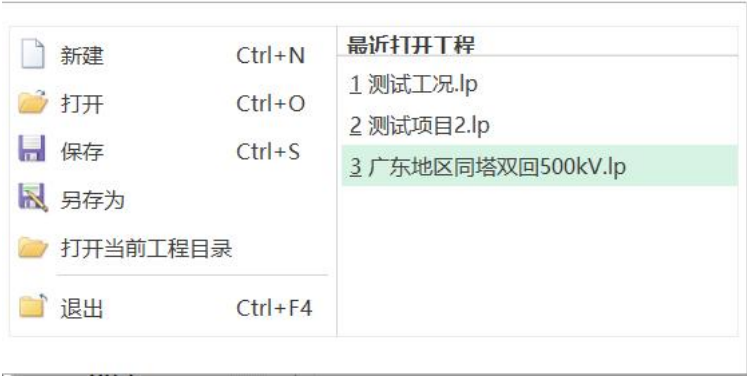 新建 Ctrl+N
打开 Ctrl+O
保存 Ctrl+S
另存为
打开当前工程目录
退出 Ctrl+F4
最近打开工程
1 测试工况.lp
2 测试项目2.lp
3 广东地区同塔双回500kV.lp